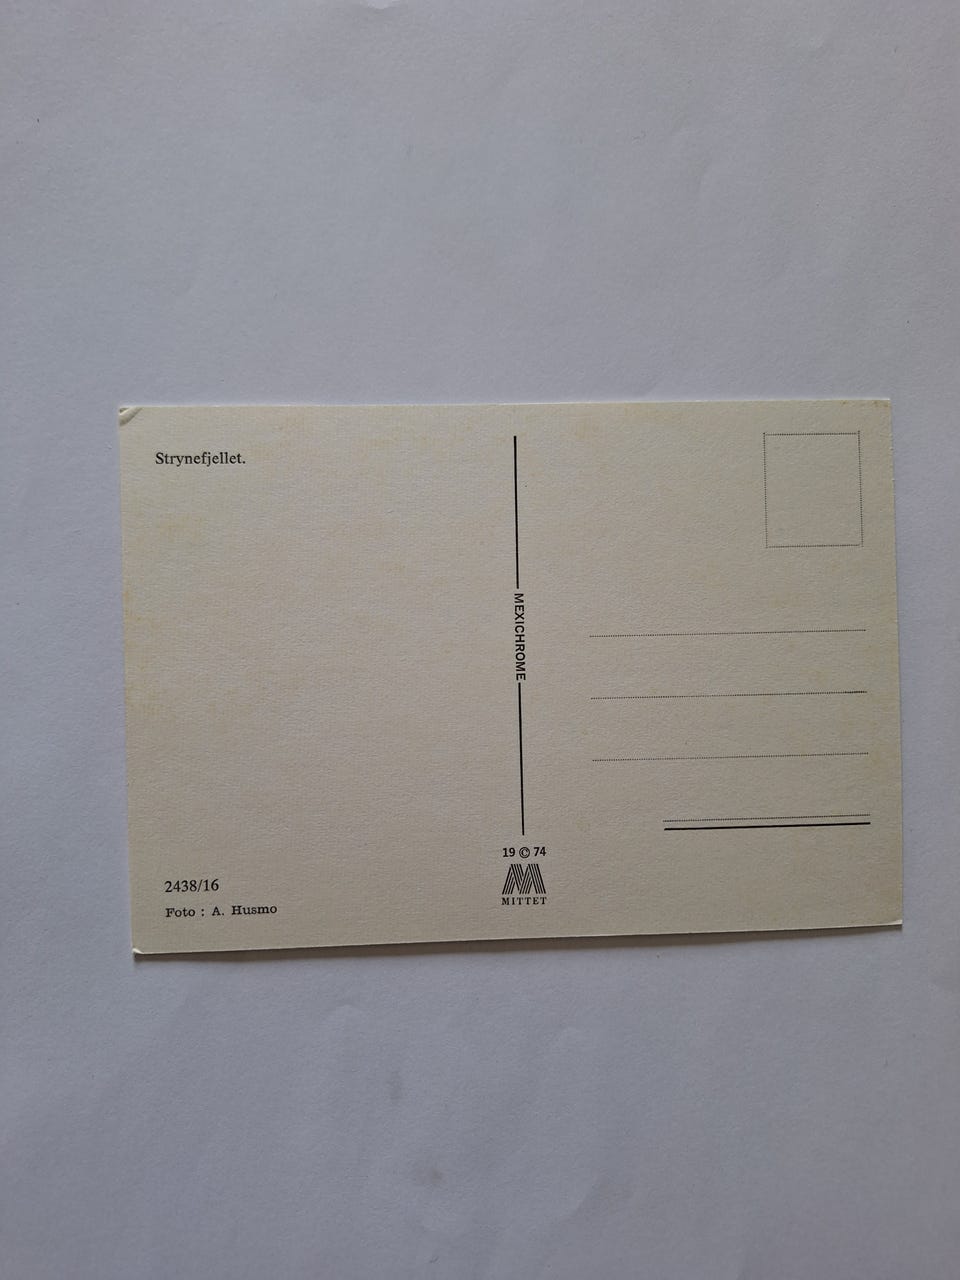 Strynefjellet.
2438/16
Foto : A. Husmo
MEXICHROME
19 © 74
MITTET